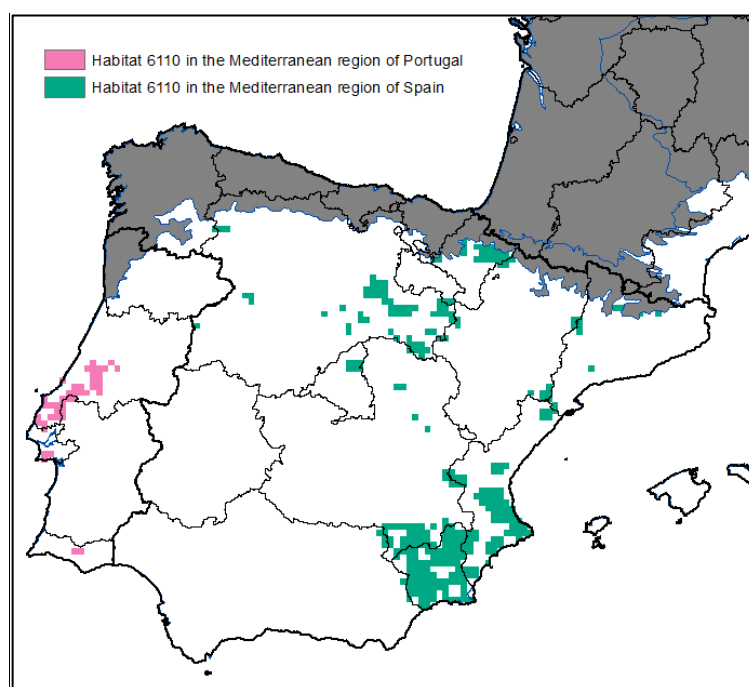 Habitat 6110 in the Mediterranean region of Portugal
Habitat 6110 in the Mediterranean region of Spain